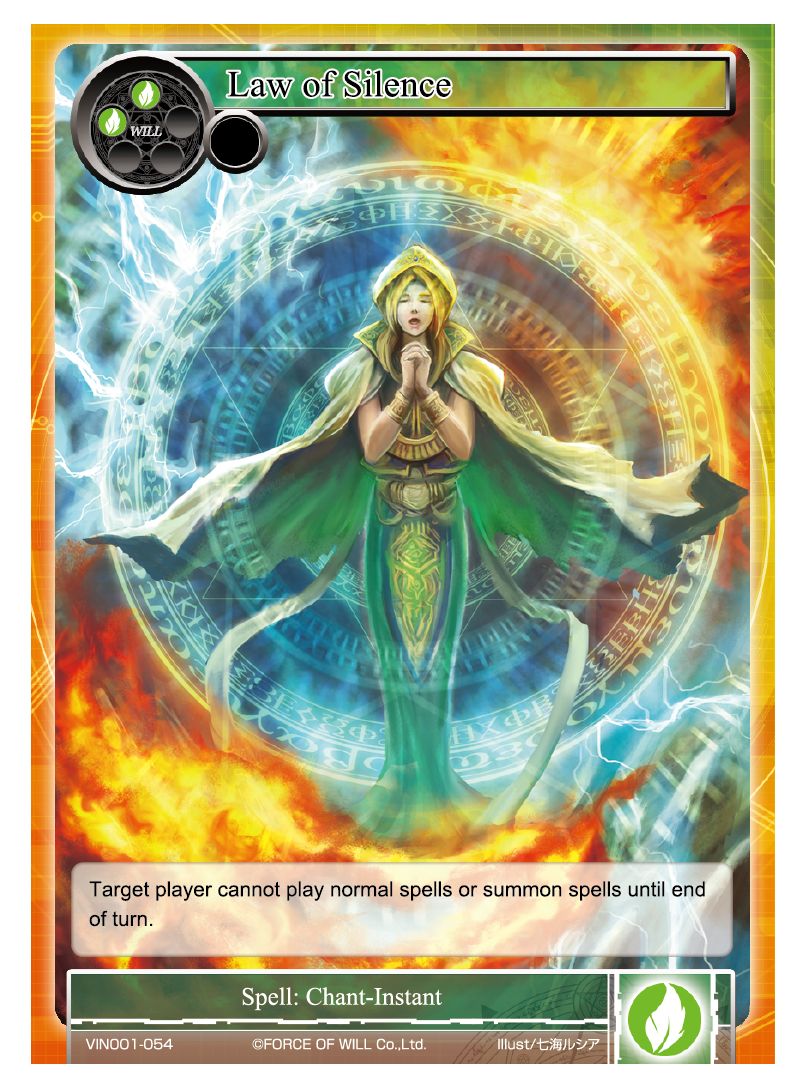 Law of Silence
WILL
Target player cannot play normal spells or summon spells until end
of turn.
Spell: Chant-Instant
VIN001-054 ©FORCE OF WILL Co.,Ltd. Illust/七海ルシア